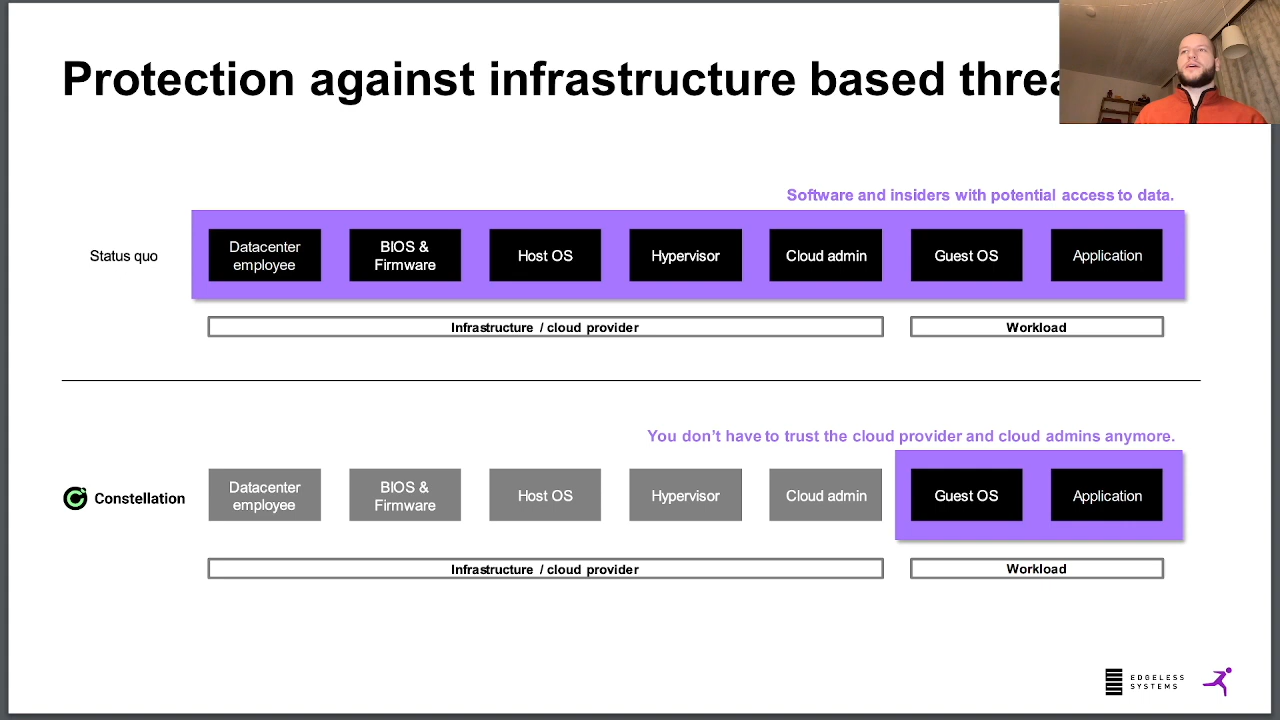 Protection against infrastructure based
Software and insiders with potential access to data.
Status quo
Datacenter
employee
BIOS &
Firmware
Host OS
Hypervisor
Cloud admin
Guest OS
Application
Infrastructure / cloud provider
Workload
You don't have to trust the cloud provider and cloud admins anymore.
Constellation
Datacenter
employee
BIOS &
Firmware
Host OS
Hypervisor
Cloud admin
Guest OS
Application
Infrastructure / cloud provider
Workload
EDGELESS
SYSTEMS